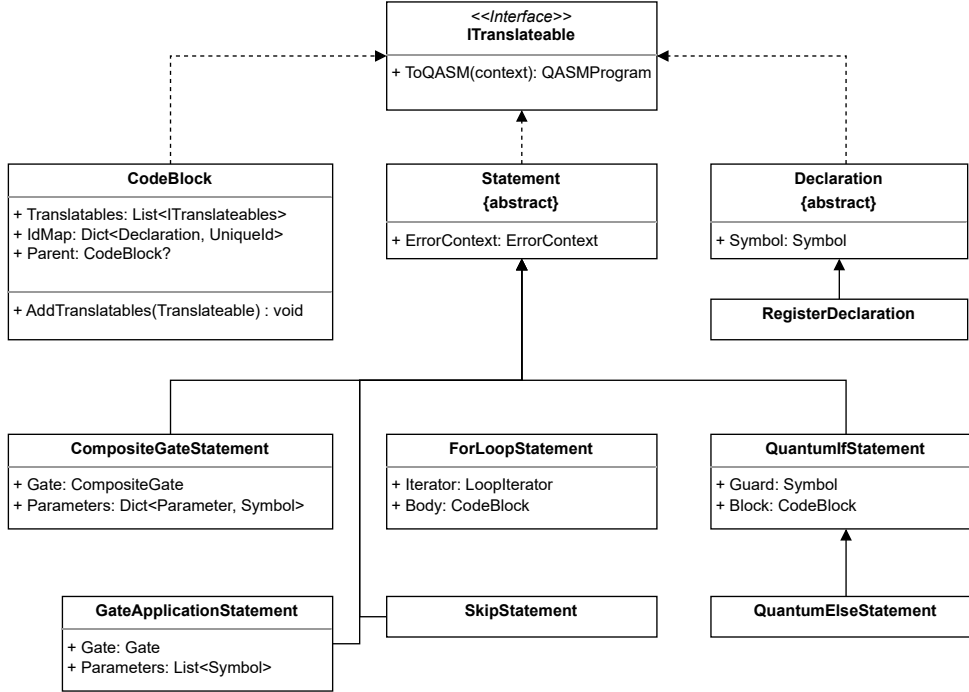 <<Interface>>
ITranslateable
+ ToQASM(context): QASMProgram
CodeBlock
+ Translatables: List<ITranslateables>
+ IdMap: Dict<Declaration, UniqueId>
+ Parent: CodeBlock?
+ AddTranslatables(Translateable) : void
Statement
{abstract}
+ ErrorContext: ErrorContext
Declaration
{abstract}
+ Symbol: Symbol
RegisterDeclaration
CompositeGateStatement
+ Gate: CompositeGate
+ Parameters: Dict<Parameter, Symbol>
ForLoopStatement
+ Iterator: LoopIterator
+ Body: CodeBlock
QuantumIfStatement
+ Guard: Symbol
+ Block: CodeBlock
GateApplicationStatement
+ Gate: Gate
+ Parameters: List<Symbol>
SkipStatement
QuantumElseStatement